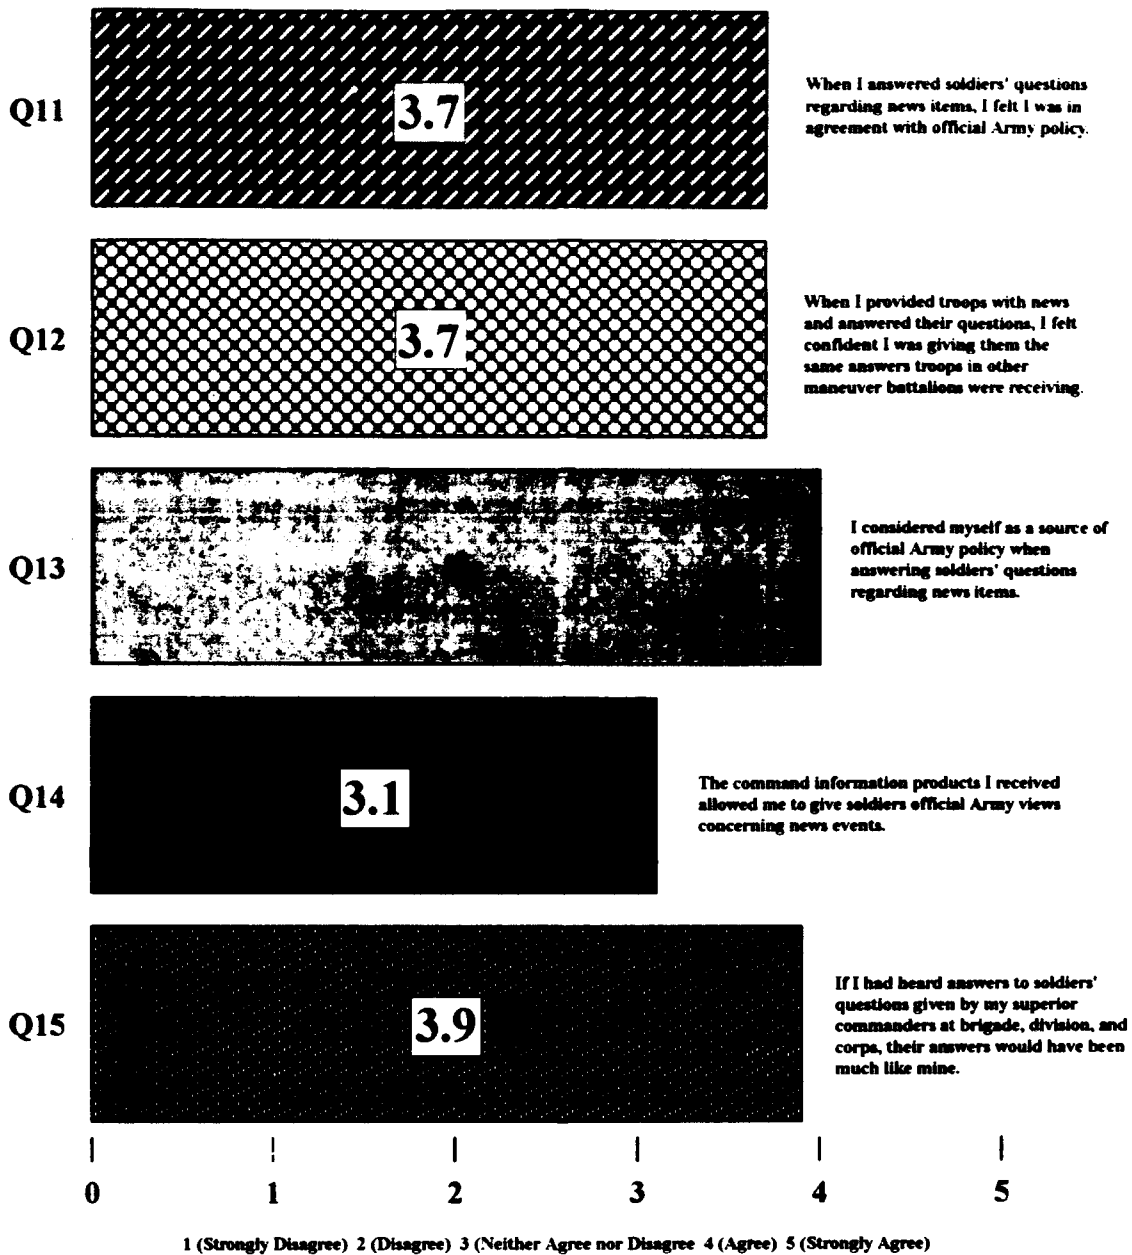 Q11
3.7
When I answered soldiers' questions
regarding news items, I felt I was in
agreement with official Army policy.
Q12
3.7
When I provided troops with news
and answered their questions, I felt
confident I was giving them the
same answers troops in other
maneuver battalions were receiving.
Q13
I considered myself as a source of
official Army policy when
answering soldiers' questions
regarding news items.
Q14
3.1
The command information products I received
allowed me to give soldiers official Army views
concerning news events.
Q15
3.9
If I had heard answers to soldiers'
questions given by my superior
commanders at brigade, division, and
corps, their answers would have been
much like mine.
0 1 2 3 4 5
1 (Strongly Disagree) 2 (Disagree) 3 (Neither Agree nor Disagree 4 (Agree) 5 (Strongly Agree)